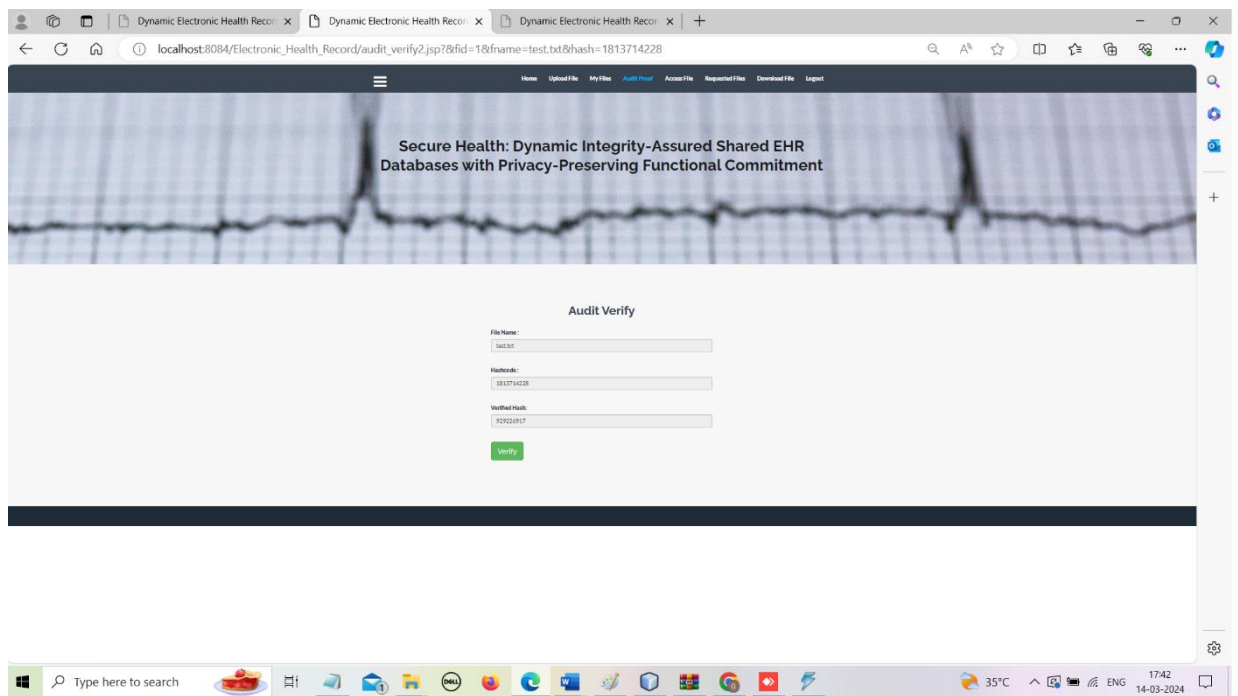 Dynamic Electronic Health Recor
Dynamic Electronic Health Recor
Dynamic Electronic Health Recor
localhost:8084/Electronic_Health_Record/audit_verify2.jsp?&fid=1&fname=test.txt&hash=1813714228
Home Upload File My Files Audit Proof Access File Requested Files Download File Logout
Secure Health: Dynamic Integrity-Assured Shared EHR
Databases with Privacy-Preserving Functional Commitment
Audit Verify
File Name :
test.txt
Hashcode :
1813714228
Verified Hash:
929226917
Verify
Type here to search
DELL
35°C
ENG
17:42
14-03-2024